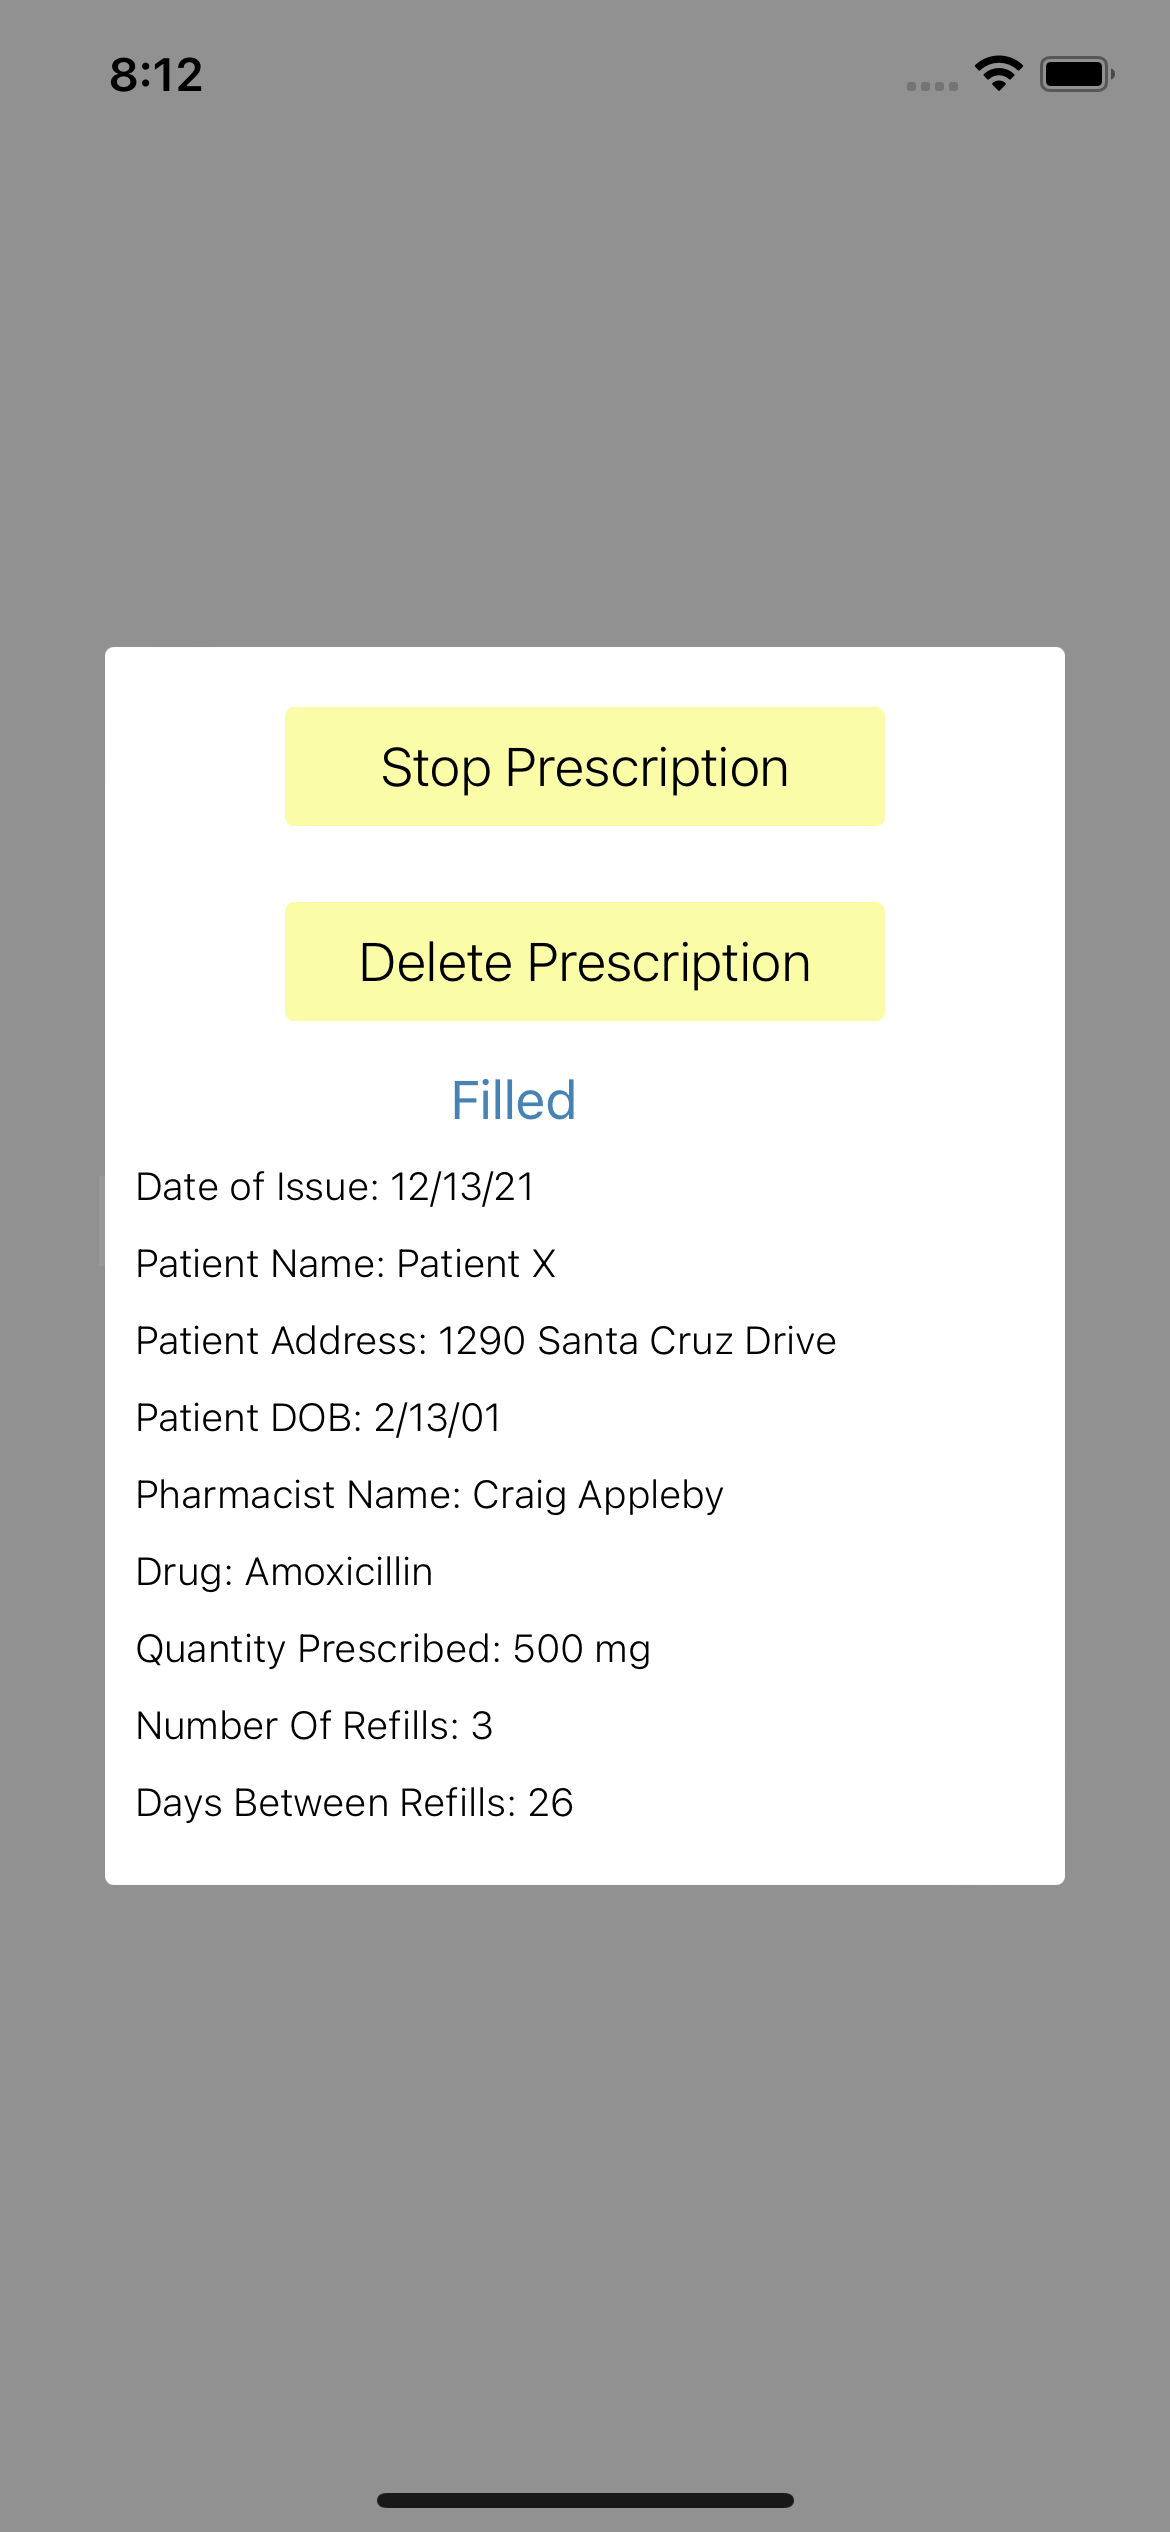 8:12
Stop Prescription
Delete Prescription
Filled
Date of Issue: 12/13/21
Patient Name: Patient X
Patient Address: 1290 Santa Cruz Drive
Patient DOB: 2/13/01
Pharmacist Name: Craig Appleby
Drug: Amoxicillin
Quantity Prescribed: 500 mg
Number Of Refills: 3
Days Between Refills: 26